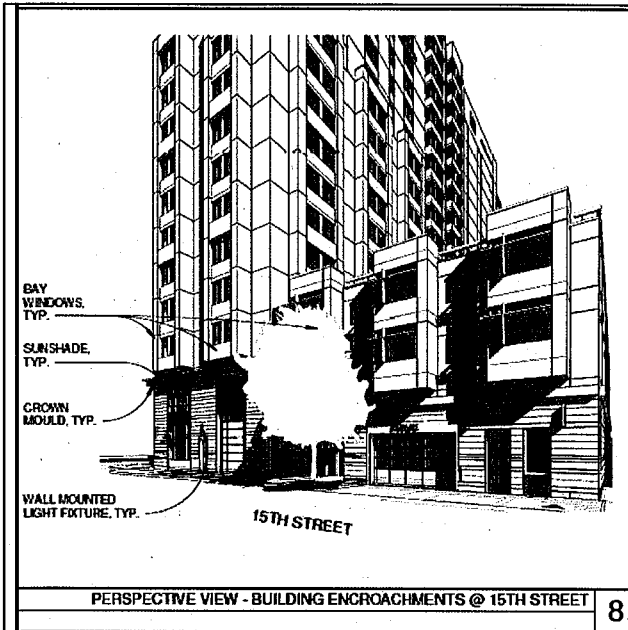 BAY
WINDOWS,
TYP.
SUNSHADE,
TYP.
CROWN
MOULD, TYP.
WALL MOUNTED
LIGHT FIXTURE, TYP.
15TH STREET
PERSPECTIVE VIEW - BUILDING ENCROACHMENTS @ 15TH STREET
8.